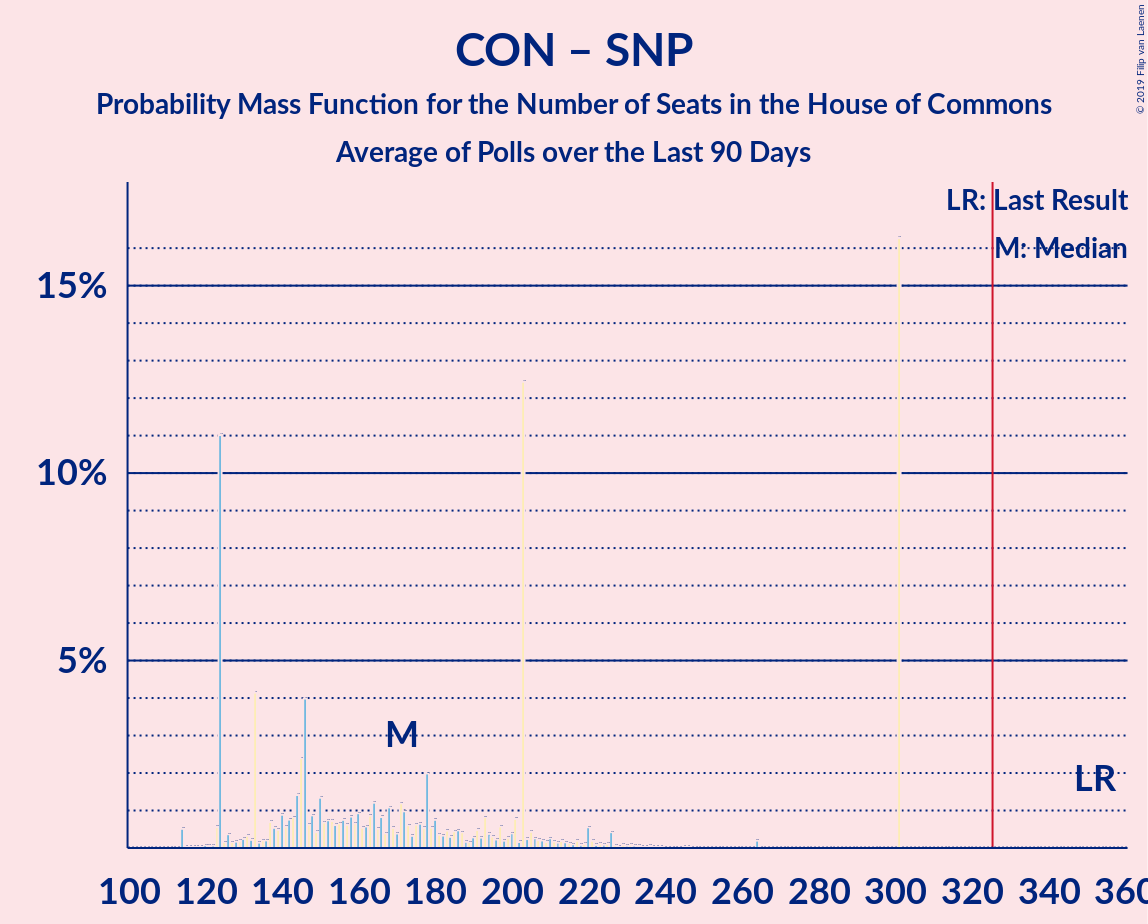 CON – SNP
Probability Mass Function for the Number of Seats in the House of Commons
Average of Polls over the Last 90 Days
© 2019 Filip van Laenen
LR: Last Result
M: Median
15%
10%
5%
M
LR
100 120 140 160 180 200 220 240 260 280 300 320 340 360